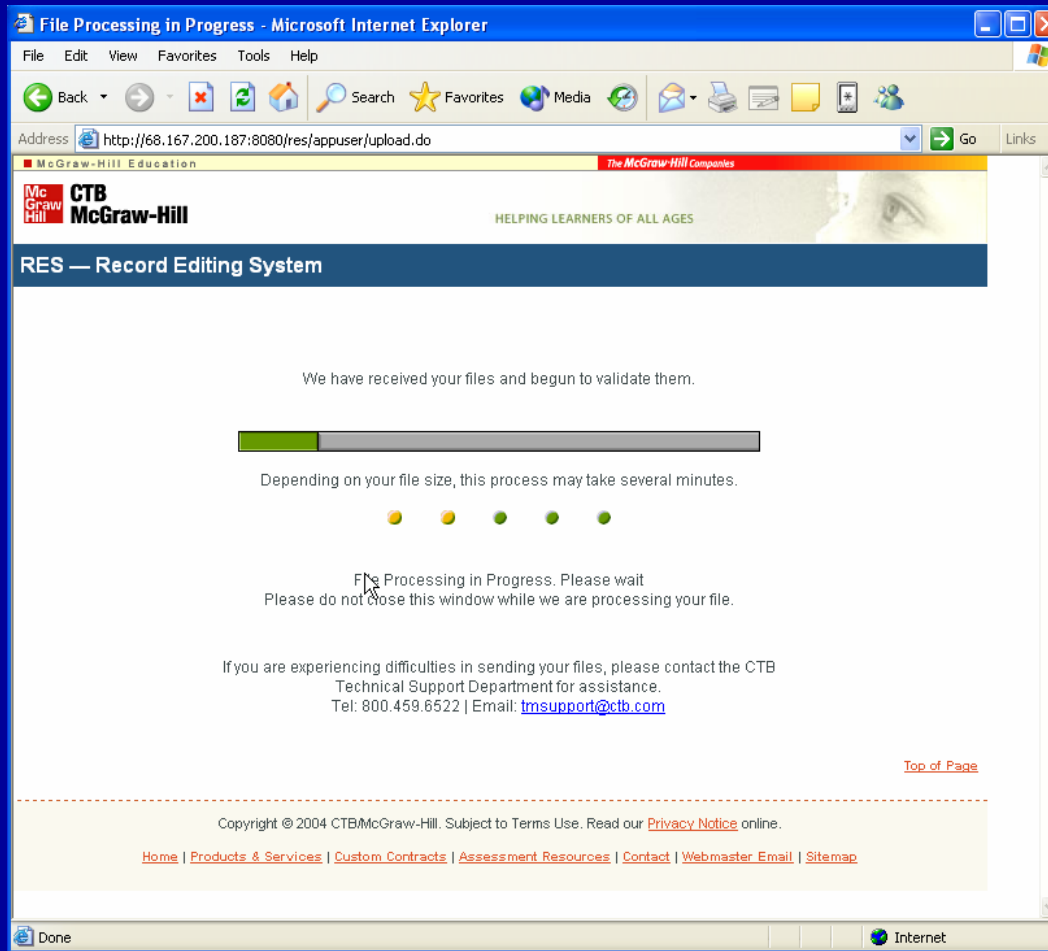 File Processing in Progress - Microsoft Internet Explorer
File Edit View Favorites Tools Help
Back Search Favorites Media
Address http://68.167.200.187:8080/res/appuser/upload.do Go Links
McGraw-Hill Education The McGraw-Hill Companies
Mc Graw Hill CTB McGraw-Hill
HELPING LEARNERS OF ALL AGES
RES — Record Editing System
We have received your files and begun to validate them.
Depending on your file size, this process may take several minutes.
File Processing in Progress. Please wait
Please do not close this window while we are processing your file.
If you are experiencing difficulties in sending your files, please contact the CTB
Technical Support Department for assistance.
Tel: 800.459.6522 | Email: tmsupport@ctb.com
Top of Page
Copyright © 2004 CTB/McGraw-Hill. Subject to Terms Use. Read our Privacy Notice online.
Home | Products & Services | Custom Contracts | Assessment Resources | Contact | Webmaster Email | Sitemap
Done Internet